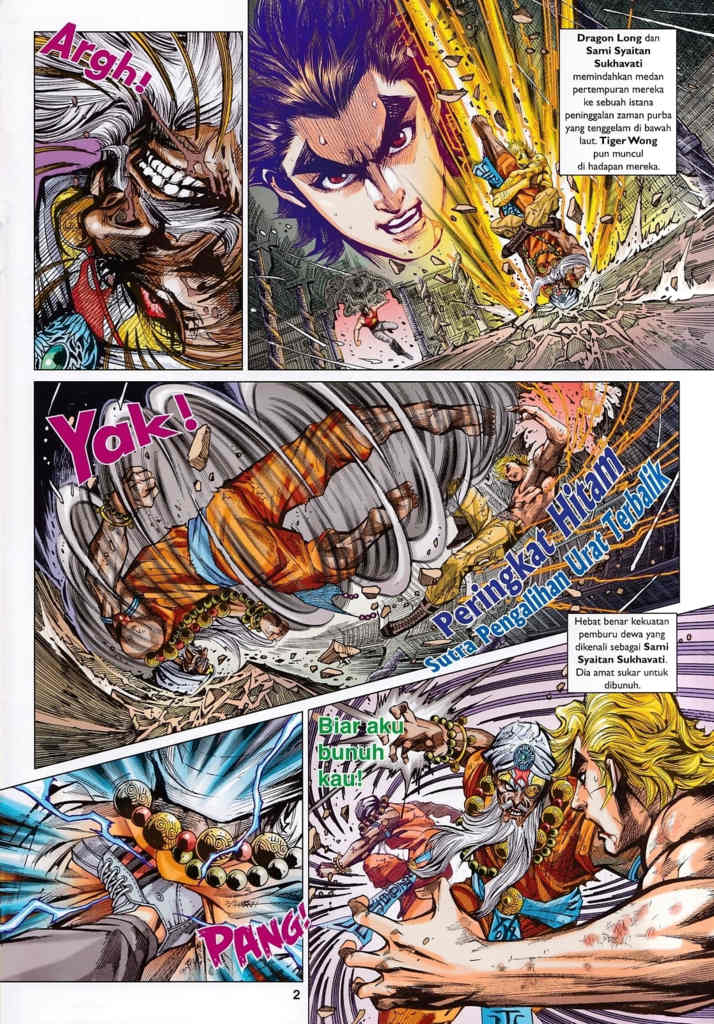 Argh!
Dragon Long dan
Sami Syaitan
Sukhavati
memindahkan medan
pertempuran mereka
ke sebuah istana
peninggalan zaman purba
yang tenggelam di bawah
laut. Tiger Wong
pun muncul
di hadapan mereka.
Yak!
Peringkat Hitam
Sutra Pengalihan Urat Terbalik
Hebat benar kekuatan
pemburu dewa yang
dikenali sebagai Sami
Syaitan Sukhavati.
Dia amat sukar untuk
dibunuh.
PANG!
Biar aku
bunuh
kau!
2